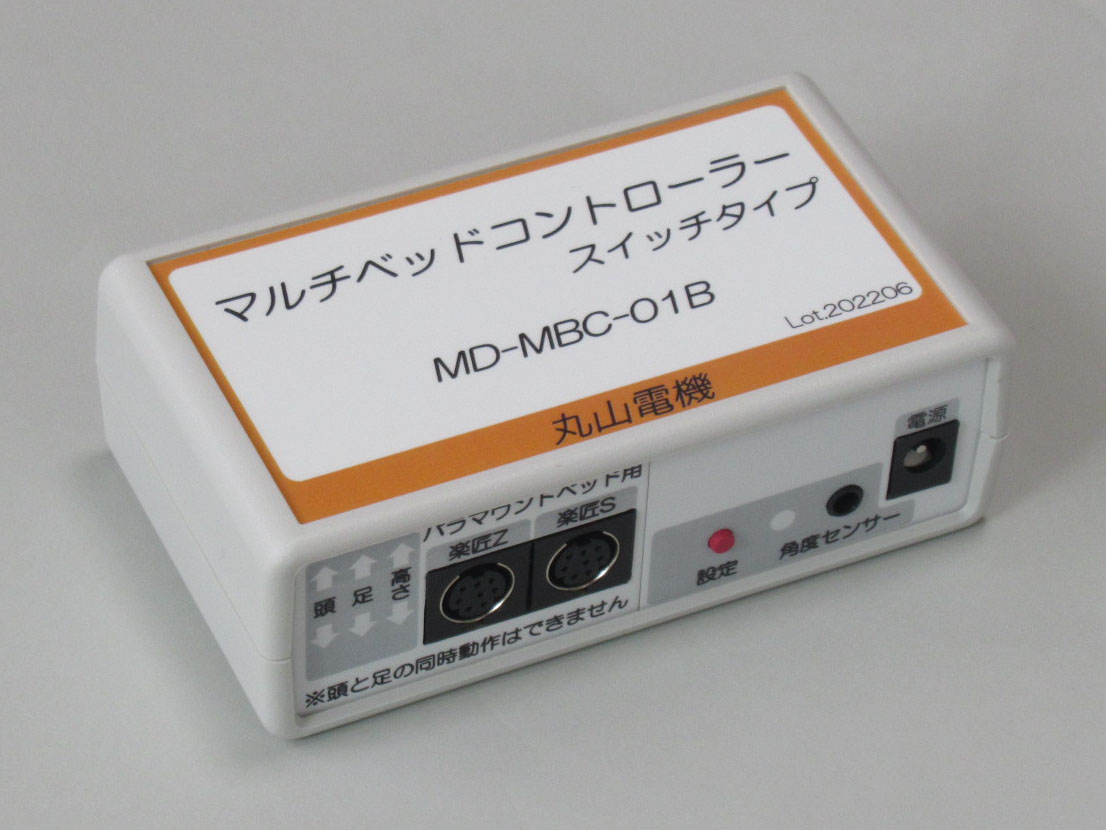 マルチベッドコントローラー
スイッチタイプ
MD-MBC-01B
Lot.202206
丸山電機
パラマウントベッド用
楽匠Z
楽匠S
頭
足
高さ
※頭と足の同時動作はできません
設定
角度センサー
電源